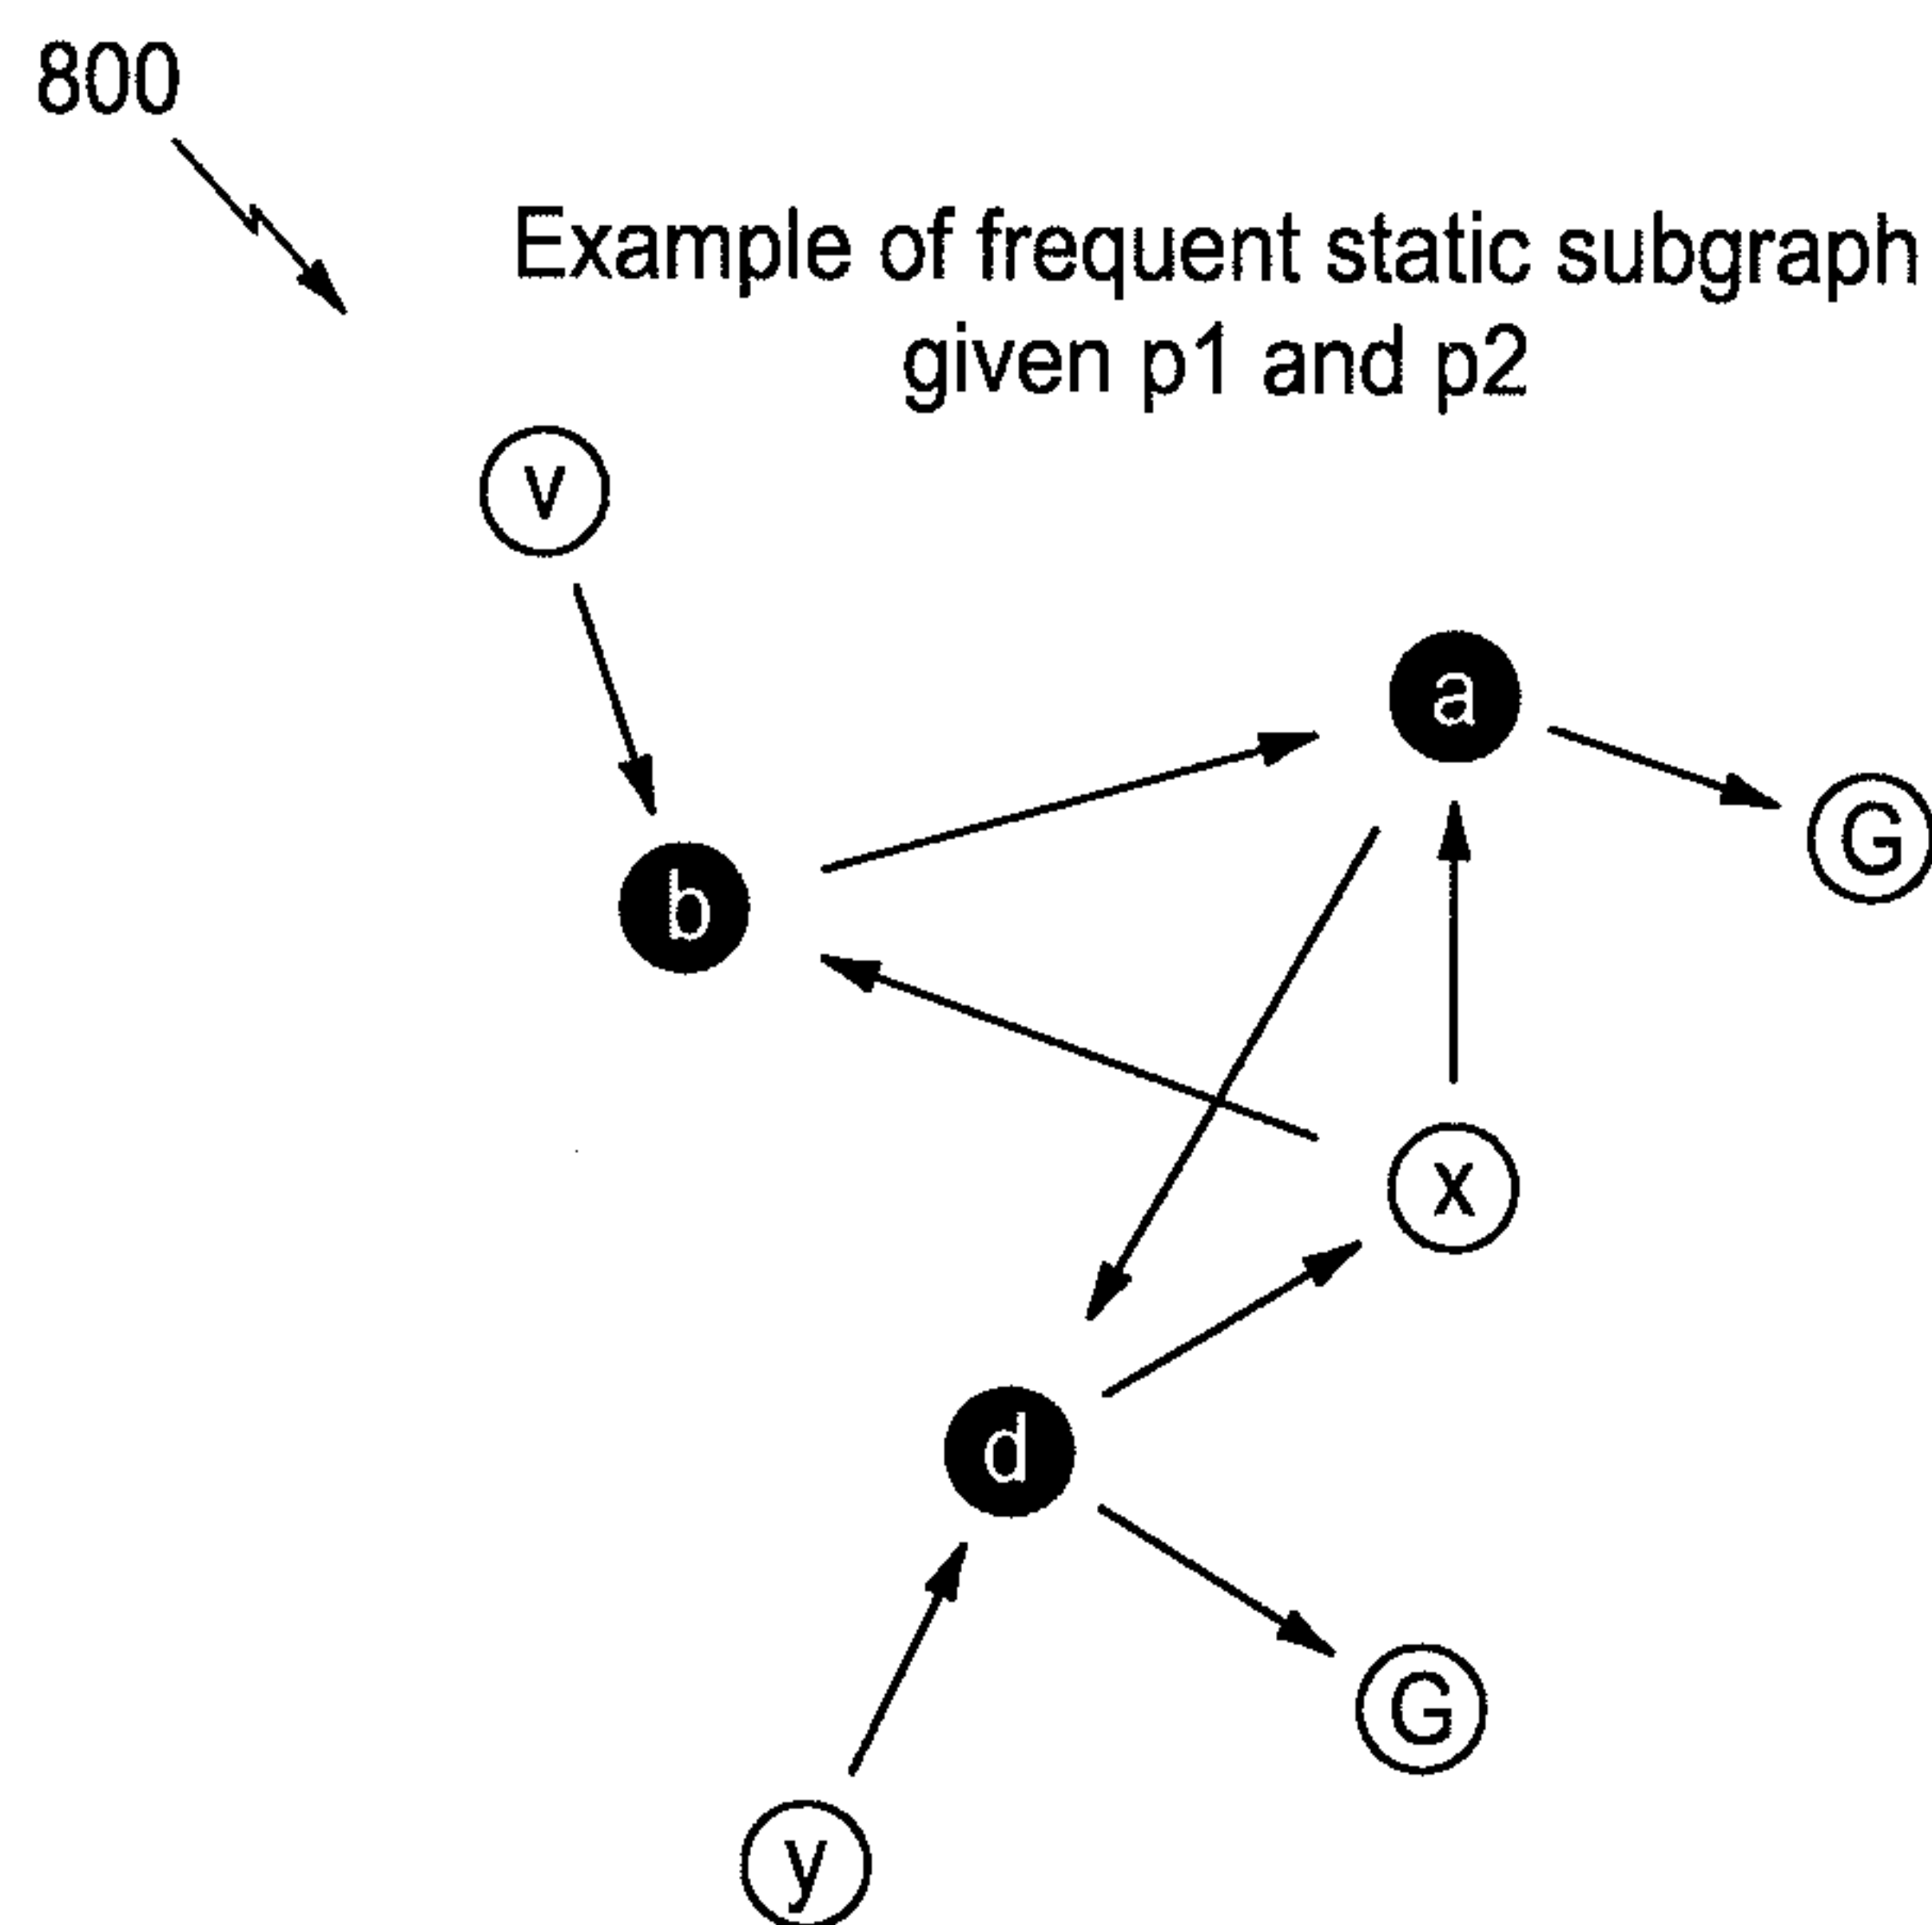 800
Example of frequent static subgraph
given p1 and p2
v
a
G
b
x
d
G
y